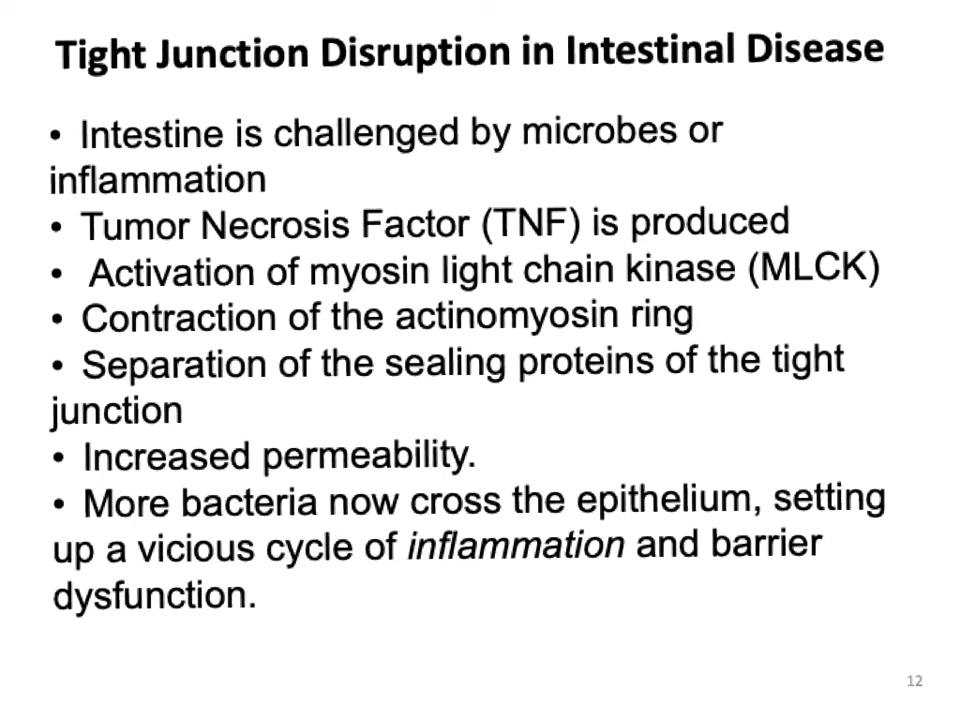 Tight Junction Disruption in Intestinal Disease
• Intestine is challenged by microbes or
inflammation
• Tumor Necrosis Factor (TNF) is produced
• Activation of myosin light chain kinase (MLCK)
• Contraction of the actinomyosin ring
• Separation of the sealing proteins of the tight
junction
• Increased permeability.
• More bacteria now cross the epithelium, setting
up a vicious cycle of inflammation and barrier
dysfunction.
12